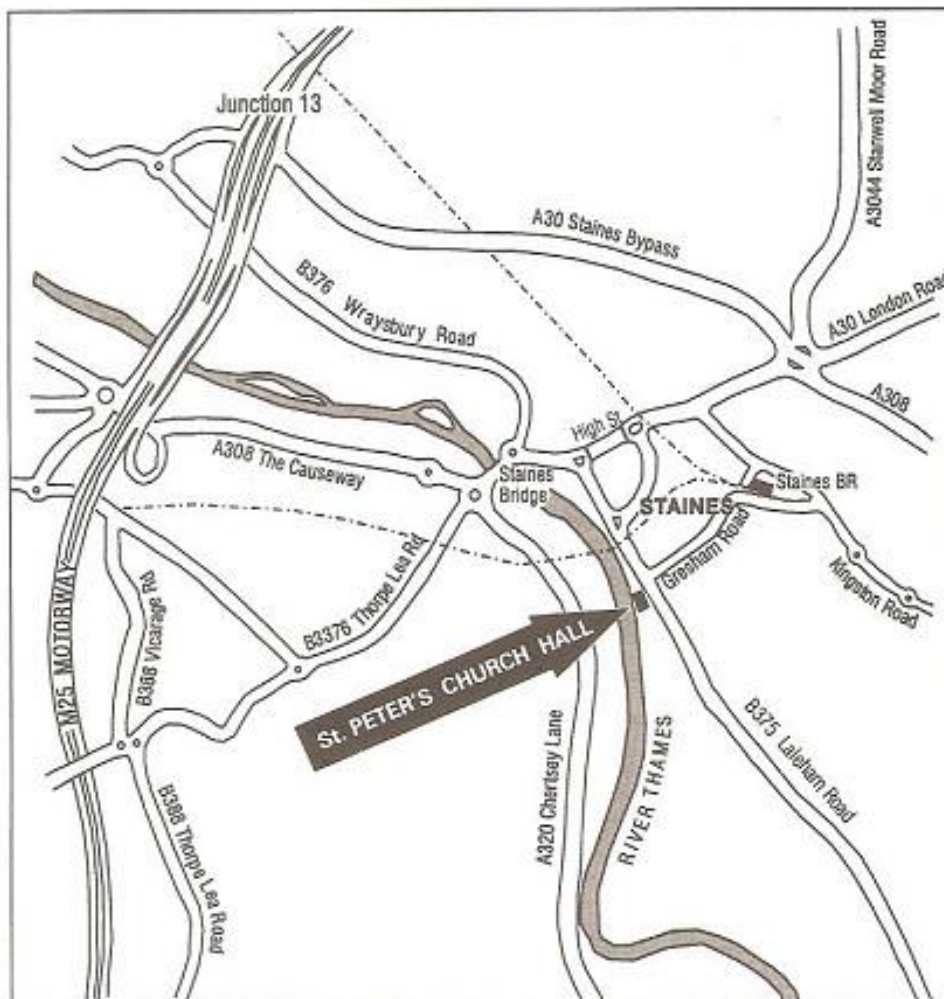 Junction 13
A3044 Stanwell Moor Road
A30 Staines Bypass
A30 London Road
B376 Wraysbury Road
A308
High St
A308 The Causeway
Staines
Bridge
Staines BR
STAINES
Gresham Road
Kingston Road
M25 MOTORWAY
B388 Vicarage Rd
B3376 Thorpe Lea Rd
St. PETER'S CHURCH HALL
B375 Laleham Road
A320 Chertsey Lane
RIVER THAMES
B388 Thorpe Lea Road